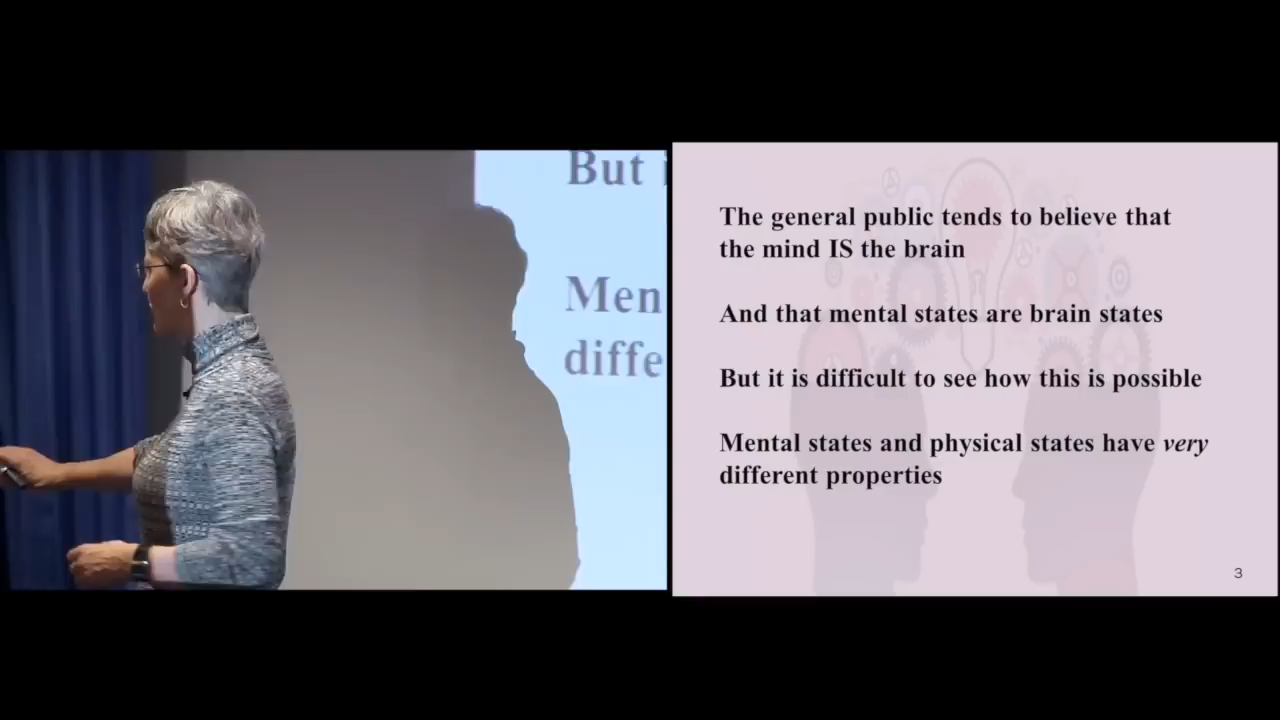 But
Men
diffe
The general public tends to believe that
the mind IS the brain
And that mental states are brain states
But it is difficult to see how this is possible
Mental states and physical states have very
different properties
3